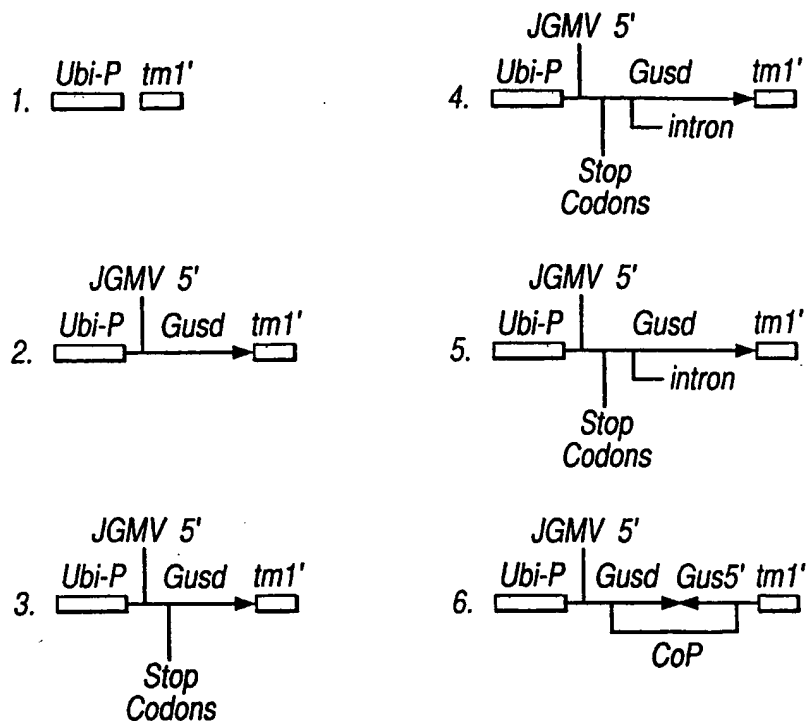 1.
Ubi-P tm1'
2.
JGMV 5'
Ubi-P Gusd tm1'
3.
JGMV 5'
Ubi-P Gusd tm1'
Stop
Codons
4.
JGMV 5'
Ubi-P Gusd tm1'
intron
Stop
Codons
5.
JGMV 5'
Ubi-P Gusd tm1'
intron
Stop
Codons
6.
JGMV 5'
Ubi-P Gusd Gus5' tm1'
CoP